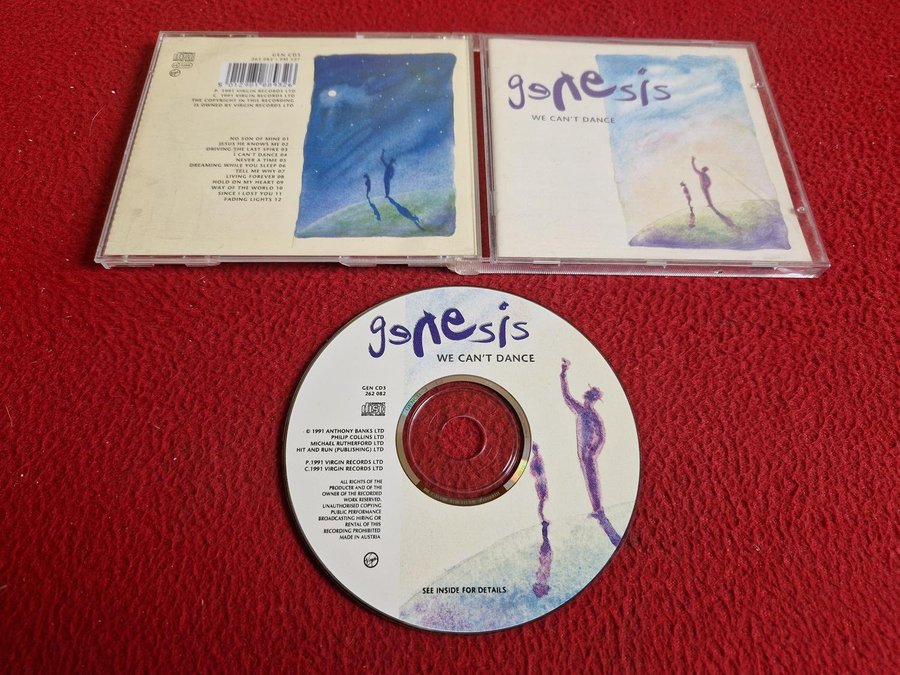 GEN CD3
262 082 / PM 527
5 012981 268326
P. 1991 VIRGIN RECORDS LTD
C. 1991 VIRGIN RECORDS LTD
THE COPYRIGHT IN THIS RECORDING
IS OWNED BY VIRGIN RECORDS LTD
NO SON OF MINE 01
JESUS HE KNOWS ME 02
DRIVING THE LAST SPIKE 03
I CAN'T DANCE 04
NEVER A TIME 05
DREAMING WHILE YOU SLEEP 06
TELL ME WHY 07
LIVING FOREVER 08
HOLD ON MY HEART 09
WAY OF THE WORLD 10
SINCE I LOST YOU 11
FADING LIGHTS 12
genesis
WE CAN'T DANCE
genesis
WE CAN'T DANCE
GEN CD3
262 082
© 1991 ANTHONY BANKS LTD
PHILIP COLLINS LTD
MICHAEL RUTHERFORD LTD
HIT AND RUN (PUBLISHING) LTD
P.1991 VIRGIN RECORDS LTD
C.1991 VIRGIN RECORDS LTD
ALL RIGHTS OF THE
PRODUCER AND OF THE
OWNER OF THE RECORDED
WORK RESERVED.
UNAUTHORISED COPYING
PUBLIC PERFORMANCE
BROADCASTING HIRING OR
RENTAL OF THIS
RECORDING PROHIBITED
MADE IN AUSTRIA
Virgin
SEE INSIDE FOR DETAILS